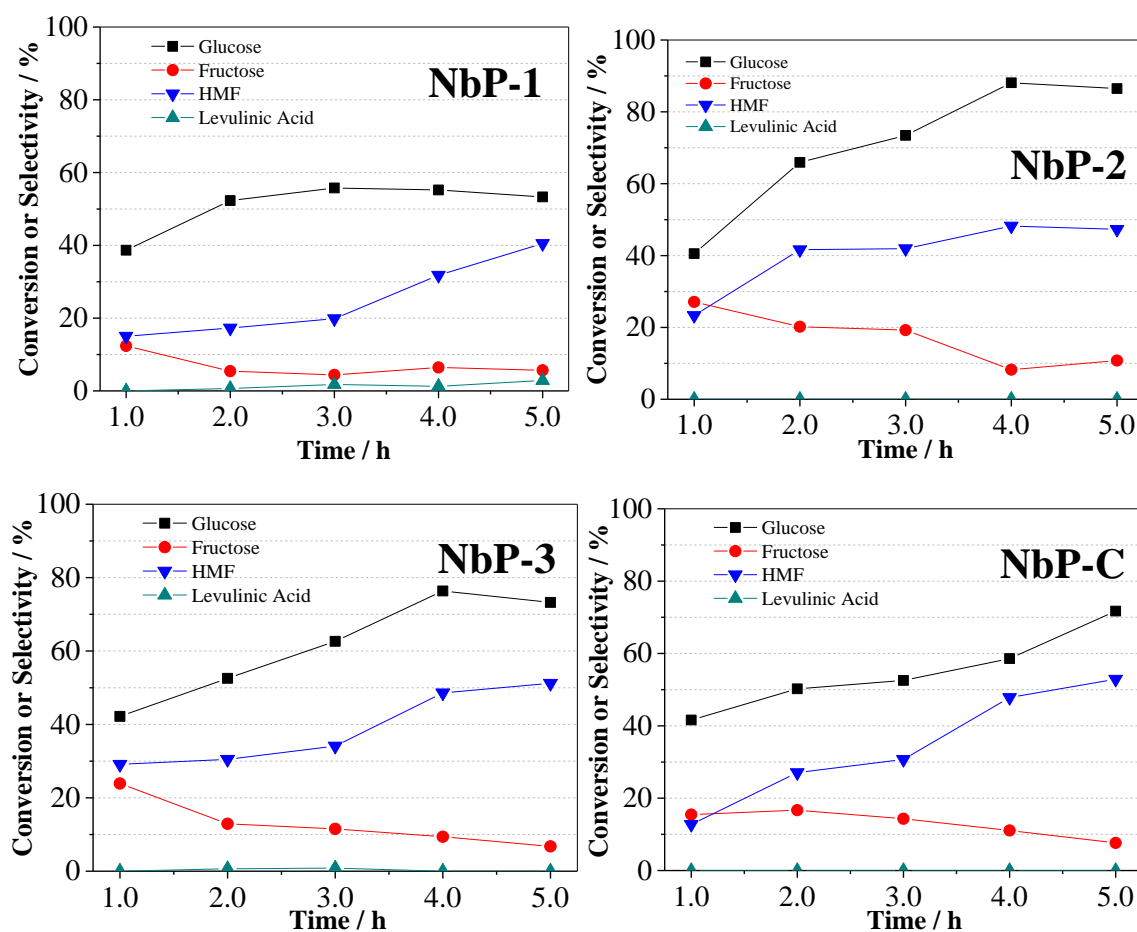 Conversion or Selectivity / %
100
80
60
40
20
0
Glucose
Fructose
HMF
Levulinic Acid
NbP-1
1.0 2.0 3.0 4.0 5.0
Time / h
Conversion or Selectivity / %
100
80
60
40
20
0
Glucose
Fructose
HMF
Levulinic Acid
NbP-2
1.0 2.0 3.0 4.0 5.0
Time / h
Conversion or Selectivity / %
100
80
60
40
20
0
Glucose
Fructose
HMF
Levulinic Acid
NbP-3
1.0 2.0 3.0 4.0 5.0
Time / h
Conversion or Selectivity / %
100
80
60
40
20
0
Glucose
Fructose
HMF
Levulinic Acid
NbP-C
1.0 2.0 3.0 4.0 5.0
Time / h